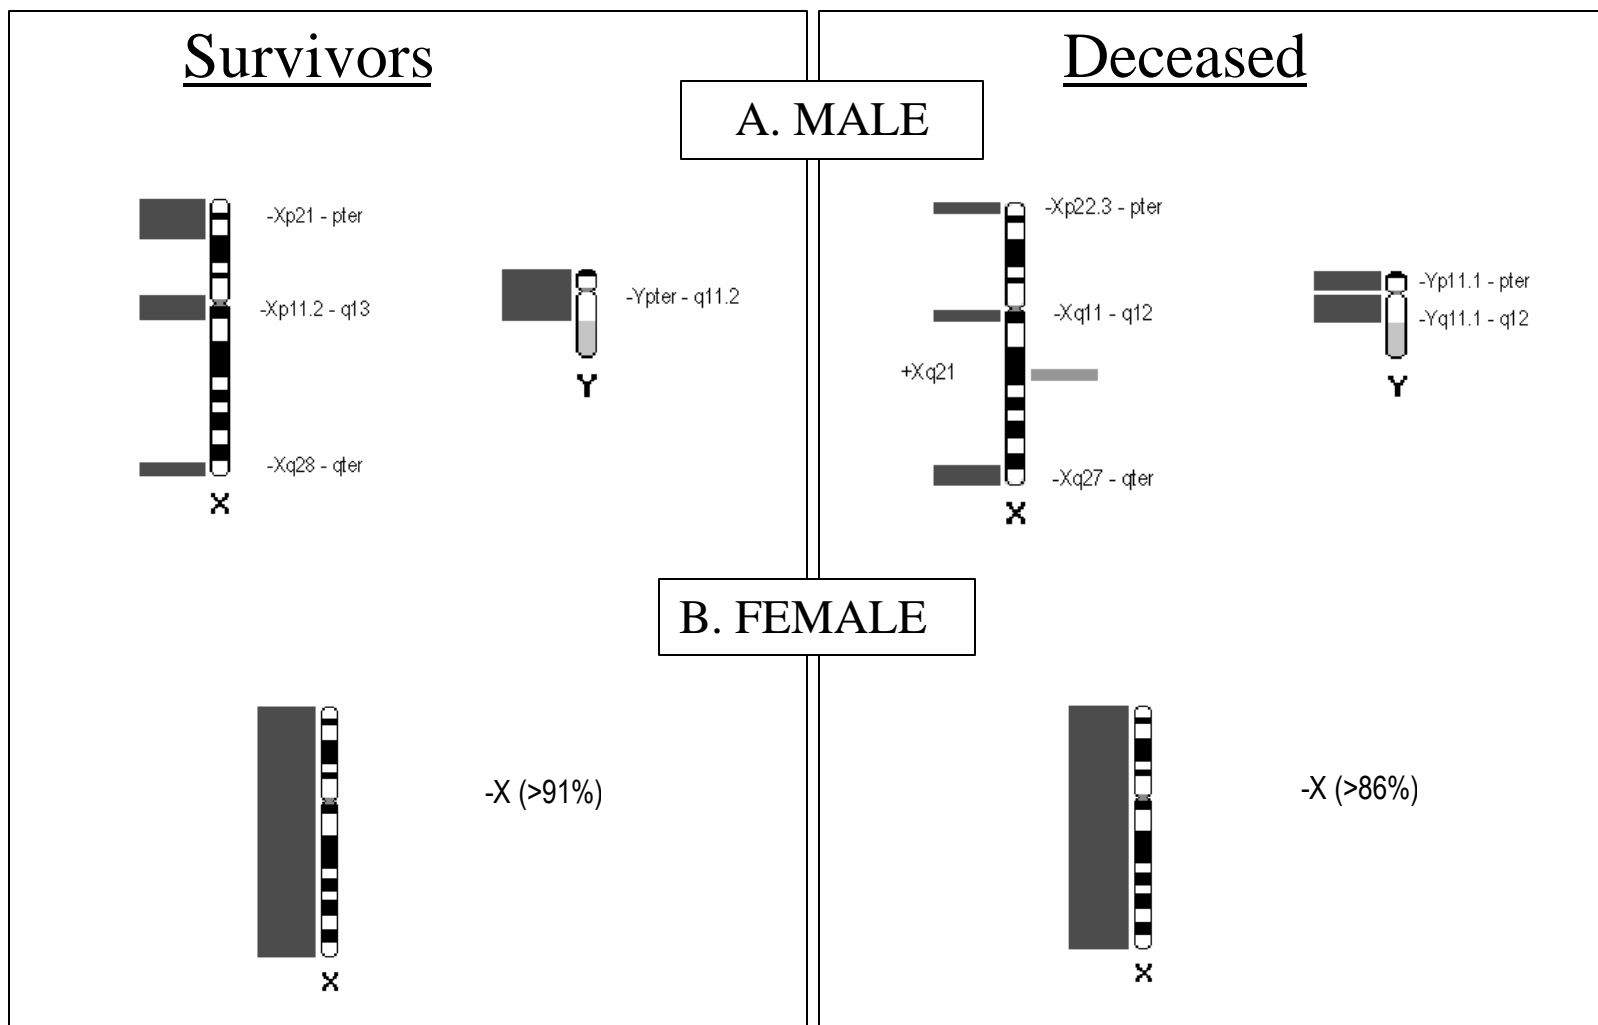 Survivors
Deceased
A. MALE
-Xp21 - pter
-Xp11.2 - q13
-Xq28 - qter
X
-Ypter - q11.2
Y
-Xp22.3 - pter
-Xq11 - q12
+Xq21
-Xq27 - qter
X
-Yp11.1 - pter
-Yq11.1 - q12
Y
B. FEMALE
-X (>91%)
X
-X (>86%)
X